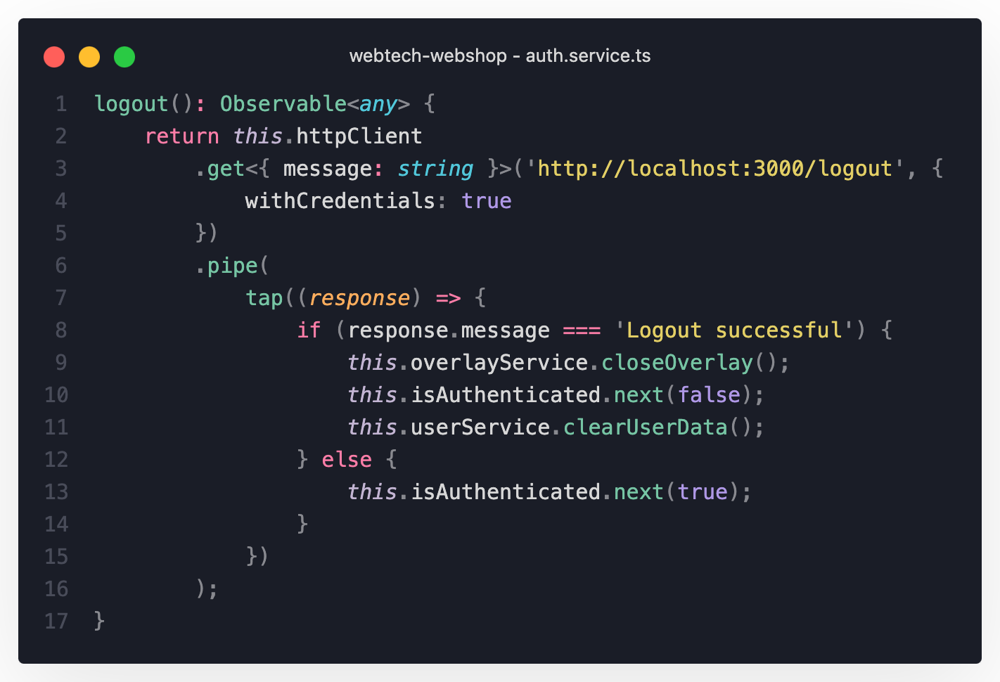 webtech-webshop - auth.service.ts
1 logout(): Observable<any> {
2     return this.httpClient
3         .get<{ message: string }>('http://localhost:3000/logout', {
4             withCredentials: true
5         })
6         .pipe(
7             tap((response) => {
8                 if (response.message === 'Logout successful') {
9                     this.overlayService.closeOverlay();
10                     this.isAuthenticated.next(false);
11                     this.userService.clearUserData();
12                 } else {
13                     this.isAuthenticated.next(true);
14                 }
15             })
16         );
17 }